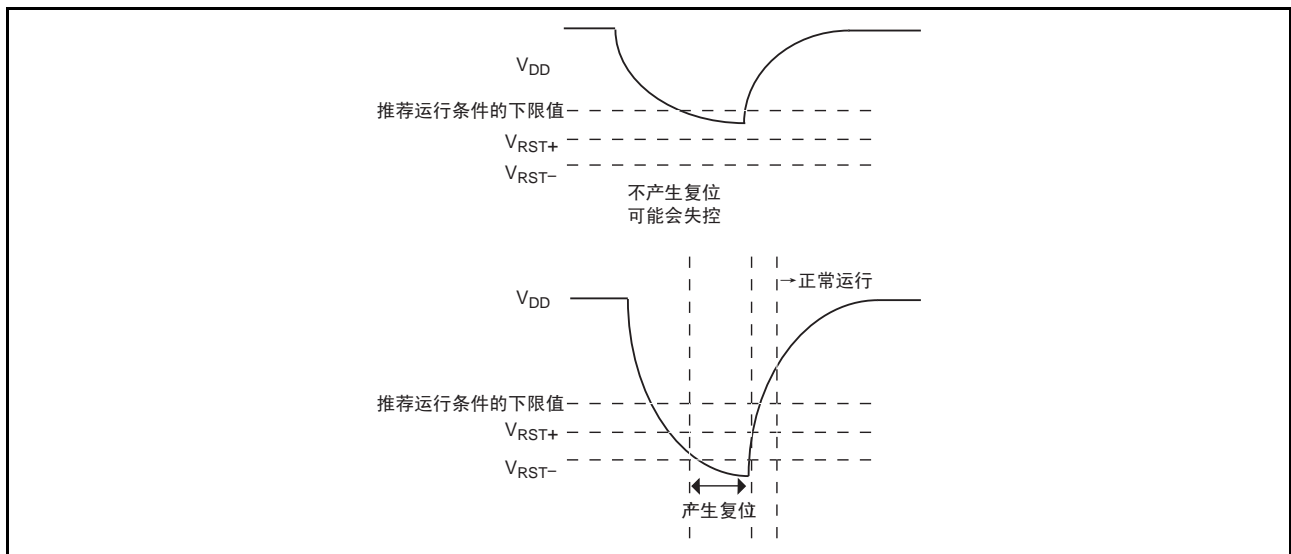 VDD
推荐运行条件的下限值
VRST+
VRST−
不产生复位
可能会失控
→正常运行
VDD
推荐运行条件的下限值
VRST+
VRST−
产生复位